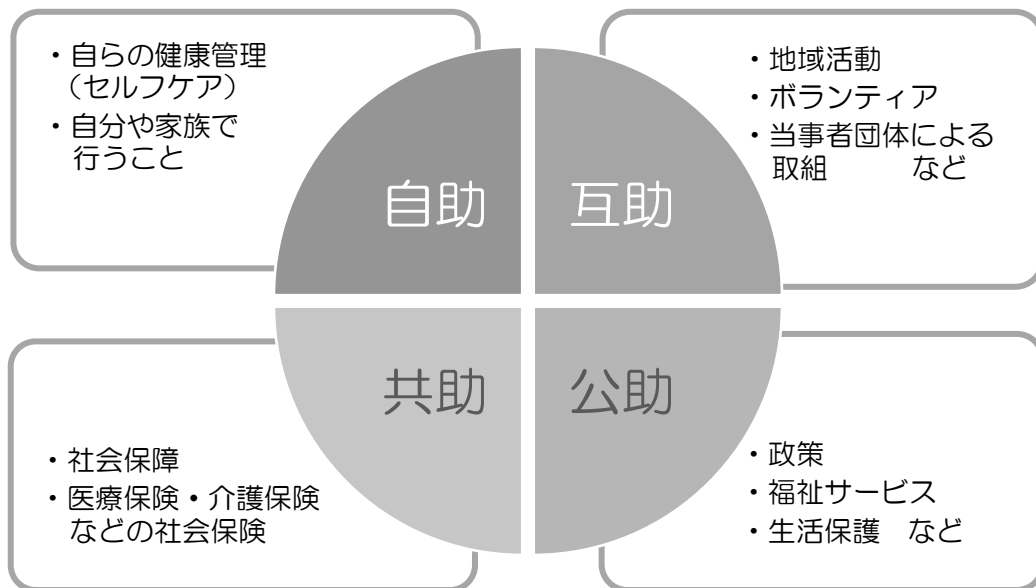 ・自らの健康管理
（セルフケア）
・自分や家族で
行うこと
自助
・地域活動
・ボランティア
・当事者団体による
取組　　　など
互助
共助
・社会保障
・医療保険・介護保険
などの社会保険
公助
・政策
・福祉サービス
・生活保護　など